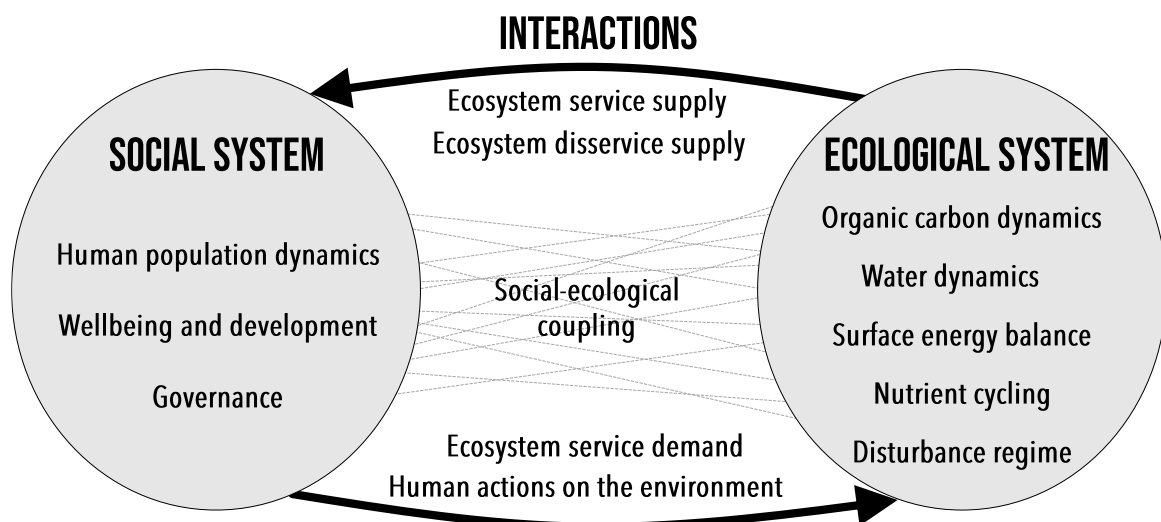 INTERACTIONS
Ecosystem service supply
Ecosystem disservice supply
SOCIAL SYSTEM
Human population dynamics
Wellbeing and development
Governance
Social-ecological
coupling
ECOLOGICAL SYSTEM
Organic carbon dynamics
Water dynamics
Surface energy balance
Nutrient cycling
Disturbance regime
Ecosystem service demand
Human actions on the environment